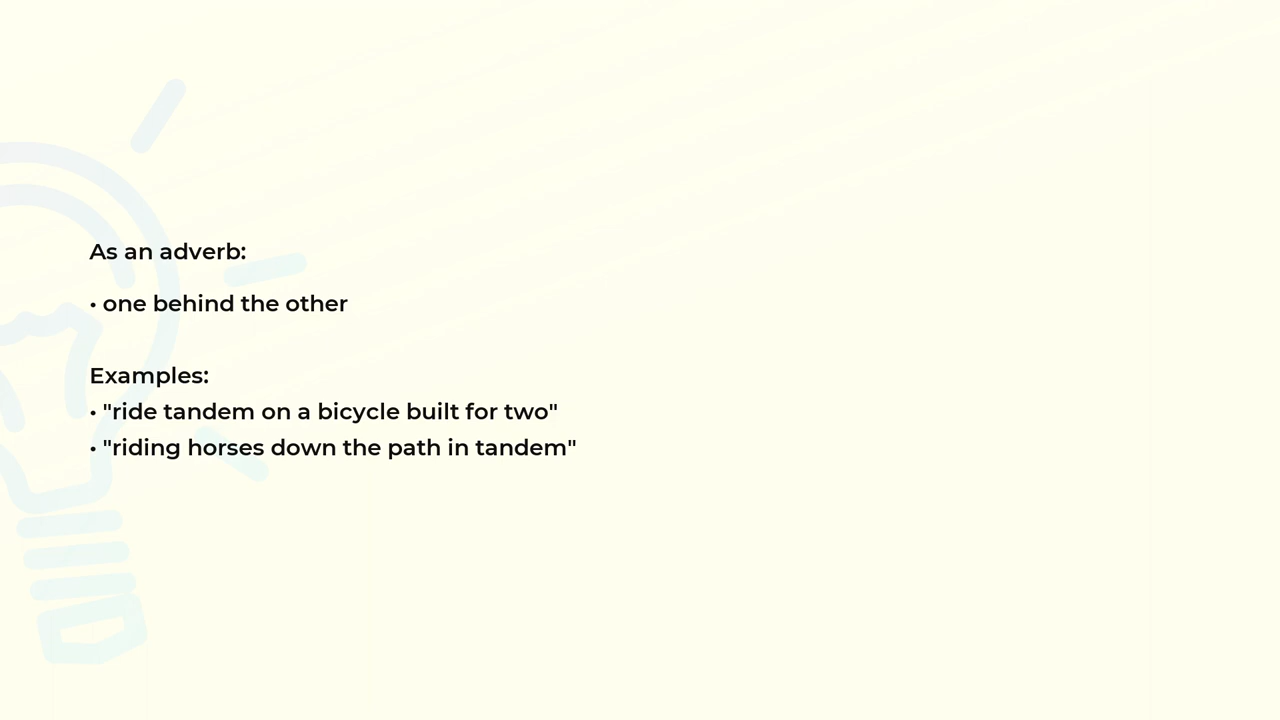 As an adverb:
• one behind the other
Examples:
• "ride tandem on a bicycle built for two"
• "riding horses down the path in tandem"